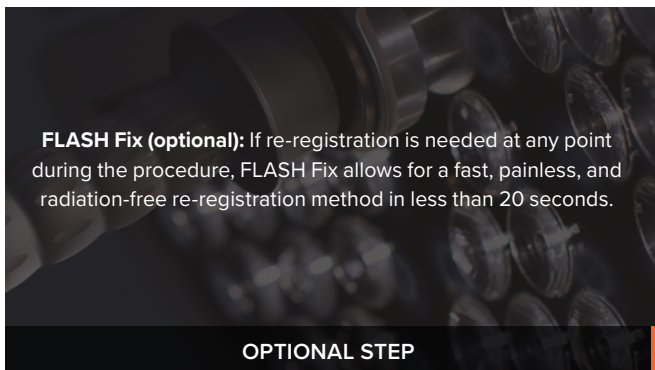 FLASH Fix (optional): If re-registration is needed at any point
during the procedure, FLASH Fix allows for a fast, painless, and
radiation-free re-registration method in less than 20 seconds.
OPTIONAL STEP